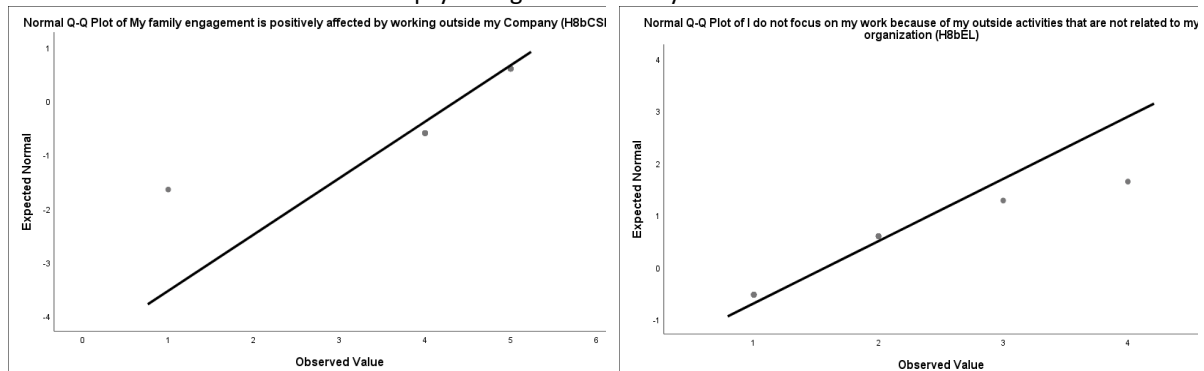 Normal Q-Q Plot of My family engagement is positively affected by working outside my Company (H8bCSI
1
0
-1
-2
-3
-4
Expected Normal
0 1 2 3 4 5 6
Observed Value
Normal Q-Q Plot of I do not focus on my work because of my outside activities that are not related to my
organization (H8bEL)
4
3
2
1
0
-1
Expected Normal
1 2 3 4
Observed Value